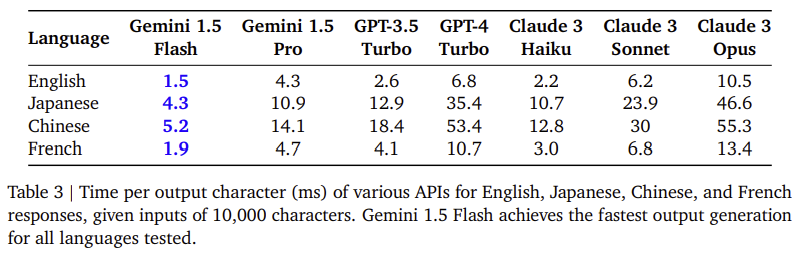 Language Gemini 1.5 Flash Gemini 1.5 Pro GPT-3.5 Turbo GPT-4 Turbo Claude 3 Haiku Claude 3 Sonnet Claude 3 Opus
English 1.5 4.3 2.6 6.8 2.2 6.2 10.5
Japanese 4.3 10.9 12.9 35.4 10.7 23.9 46.6
Chinese 5.2 14.1 18.4 53.4 12.8 30 55.3
French 1.9 4.7 4.1 10.7 3.0 6.8 13.4
Table 3 | Time per output character (ms) of various APIs for English, Japanese, Chinese, and French
responses, given inputs of 10,000 characters. Gemini 1.5 Flash achieves the fastest output generation
for all languages tested.